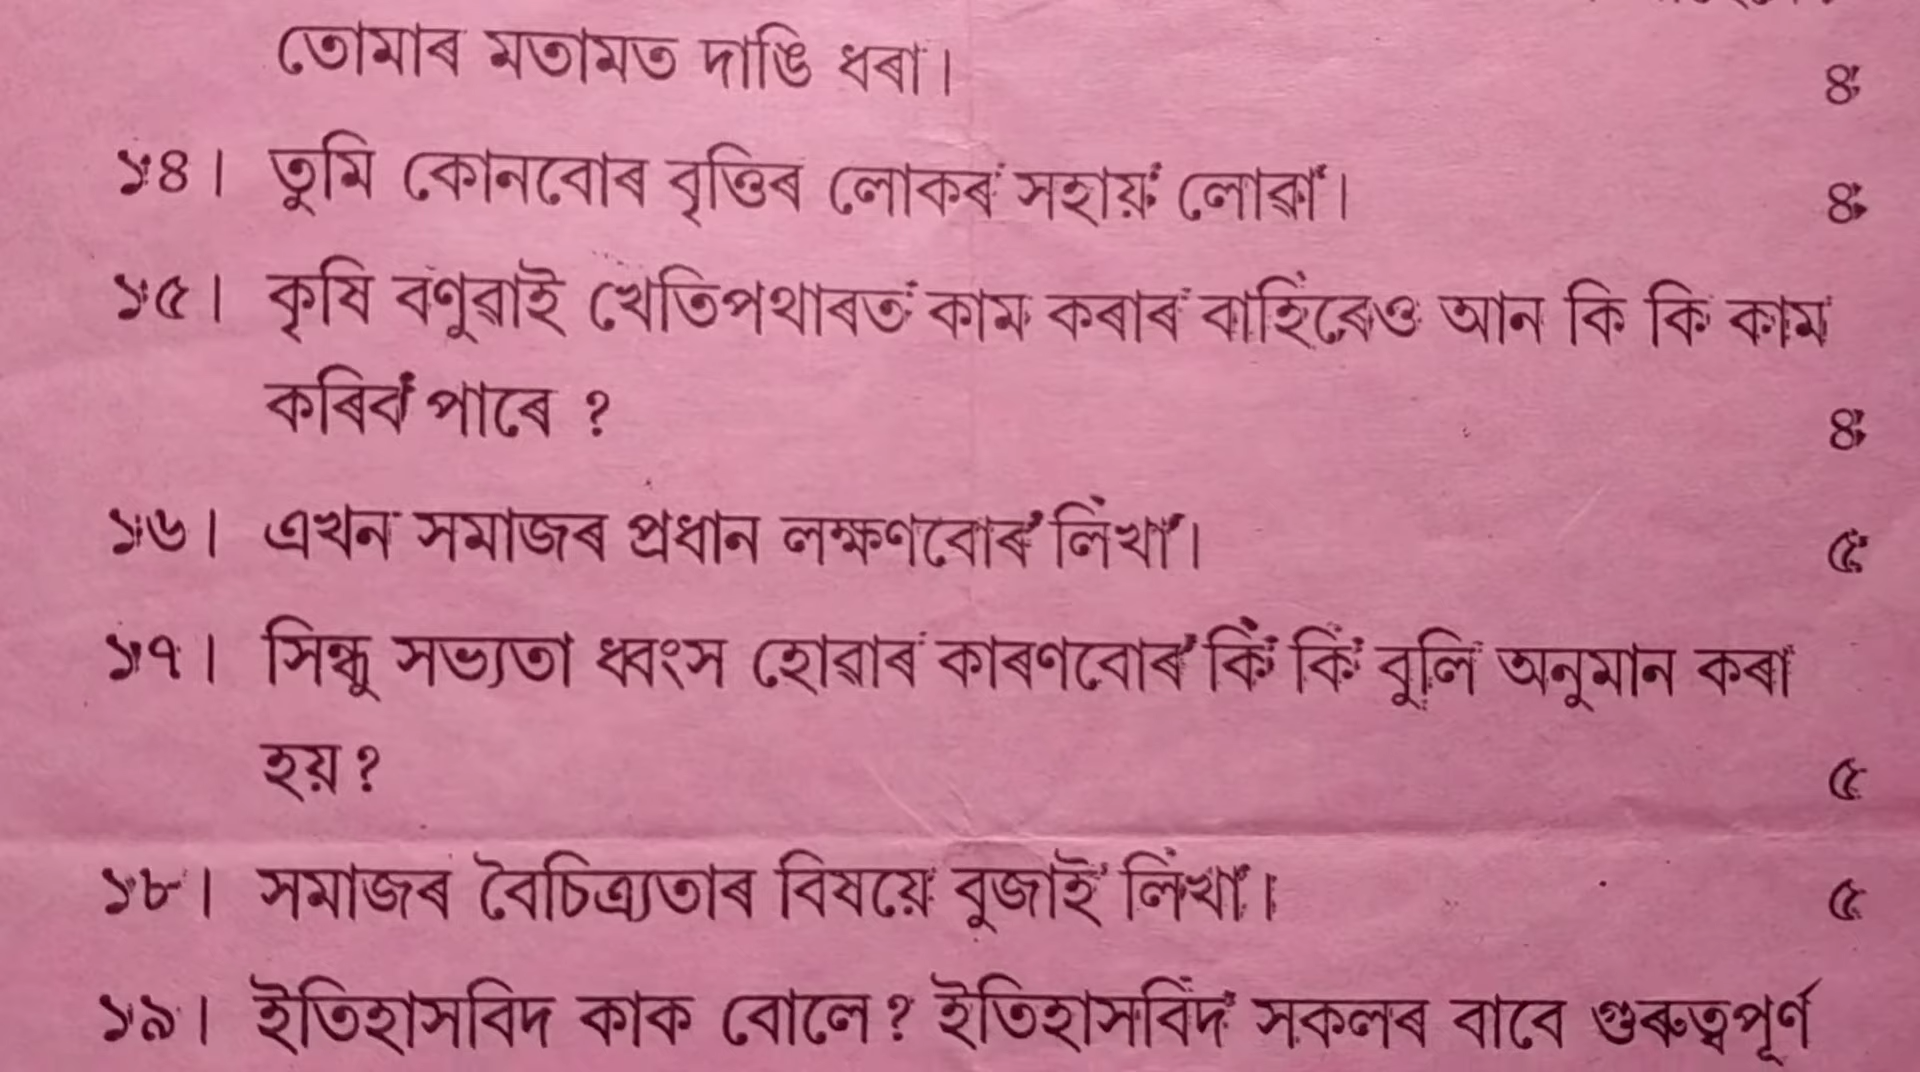 তোমাৰ মতামত দাঙি ধৰা। ৪
১৪। তুমি কোনবোৰ বৃত্তিৰ লোকৰ সহায় লোৱা। ৪
১৫। কৃষি বণুৱাই খেতিপথাৰত কাম কৰাৰ বাহিৰেও আন কি কি কাম
কৰিব পাৰে ? ৪
১৬। এখন সমাজৰ প্ৰধান লক্ষণবোৰ লিখা। ৫
১৭। সিন্ধু সভ্যতা ধ্বংস হোৱাৰ কাৰণবোৰ কি কি বুলি অনুমান কৰা
হয়? ৫
১৮। সমাজৰ বৈচিত্ৰ্যতাৰ বিষয়ে বুজাই লিখা। ৫
১৯। ইতিহাসবিদ কাক বোলে? ইতিহাসবিদ সকলৰ বাবে গুৰুত্বপূৰ্ণ